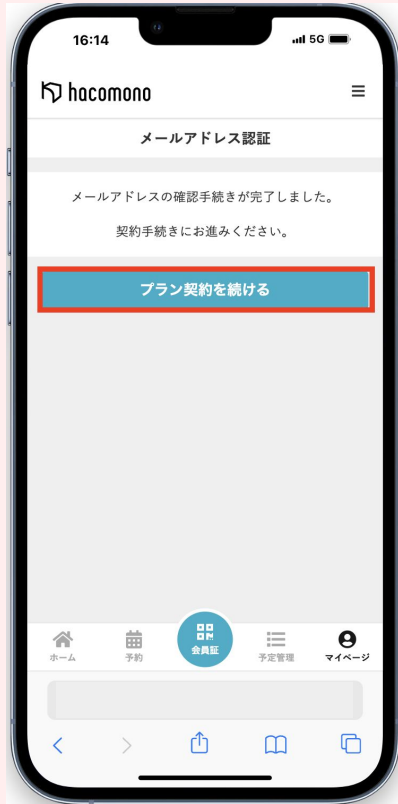 16:14
5G
hacomono
メールアドレス認証
メールアドレスの確認手続きが完了しました。
契約手続きにお進みください。
プラン契約を続ける
ホーム
予約
会員証
予定管理
マイページ